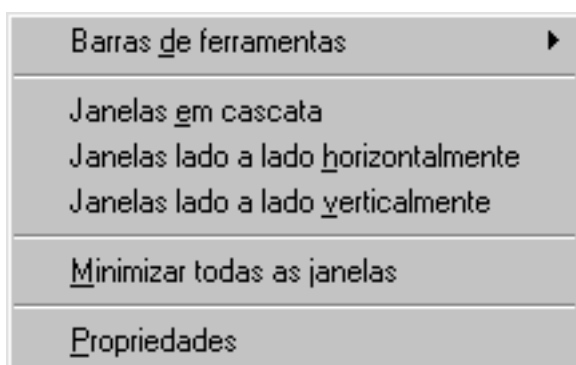 Barras de ferramentas
Janelas em cascata
Janelas lado a lado horizontalmente
Janelas lado a lado verticalmente
Minimizar todas as janelas
Propriedades